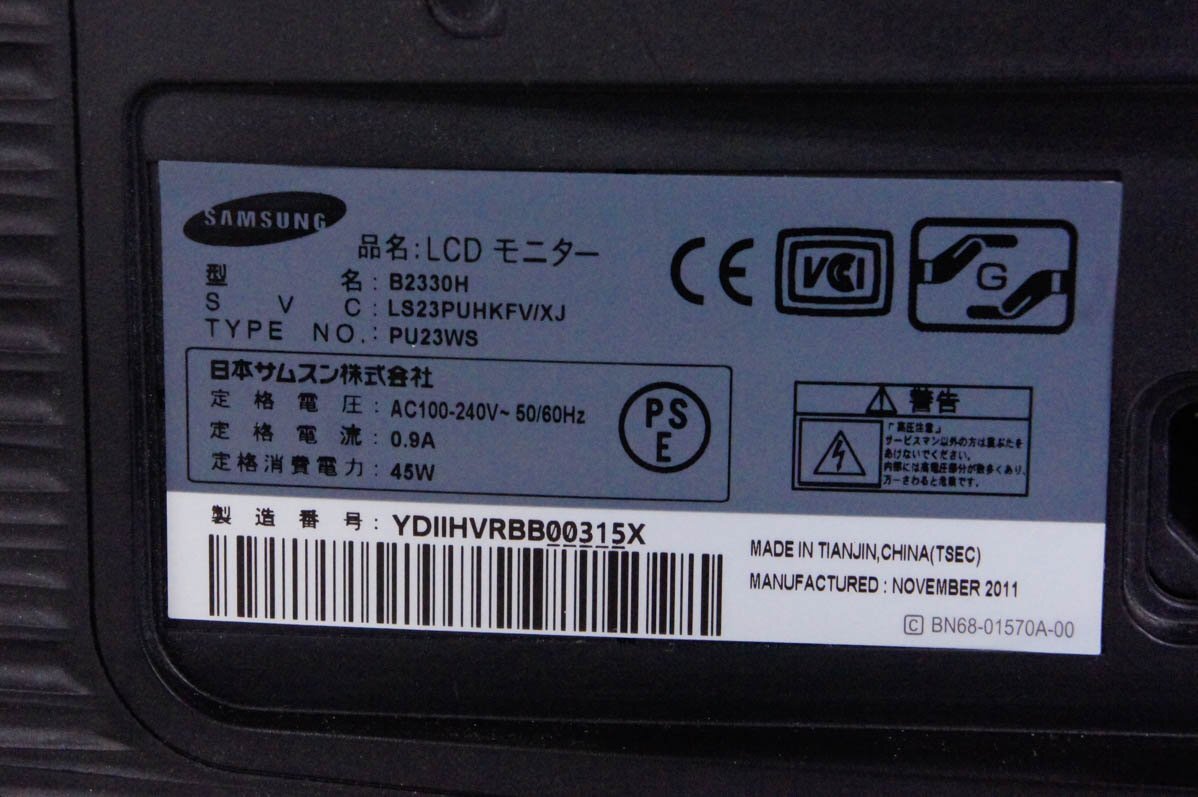 SAMSUNG
品名:LCD モニター
型名:B2330H
SVC:LS23PUHKFV/XJ
TYPE NO.:PU23WS
CE
VCCI
G
日本サムスン株式会社
定格電圧:AC100-240V~ 50/60Hz
定格電流:0.9A
定格消費電力:45W
PS
E
警告
「高圧注意」
サービスマン以外の方は裏ぶたを
あけないでください。
内部には高電圧部分が数多くあり、
万一さわると危険です。
製造番号:YDIIHVRBB00315X
MADE IN TIANJIN,CHINA(TSEC)
MANUFACTURED : NOVEMBER 2011
C BN68-01570A-00